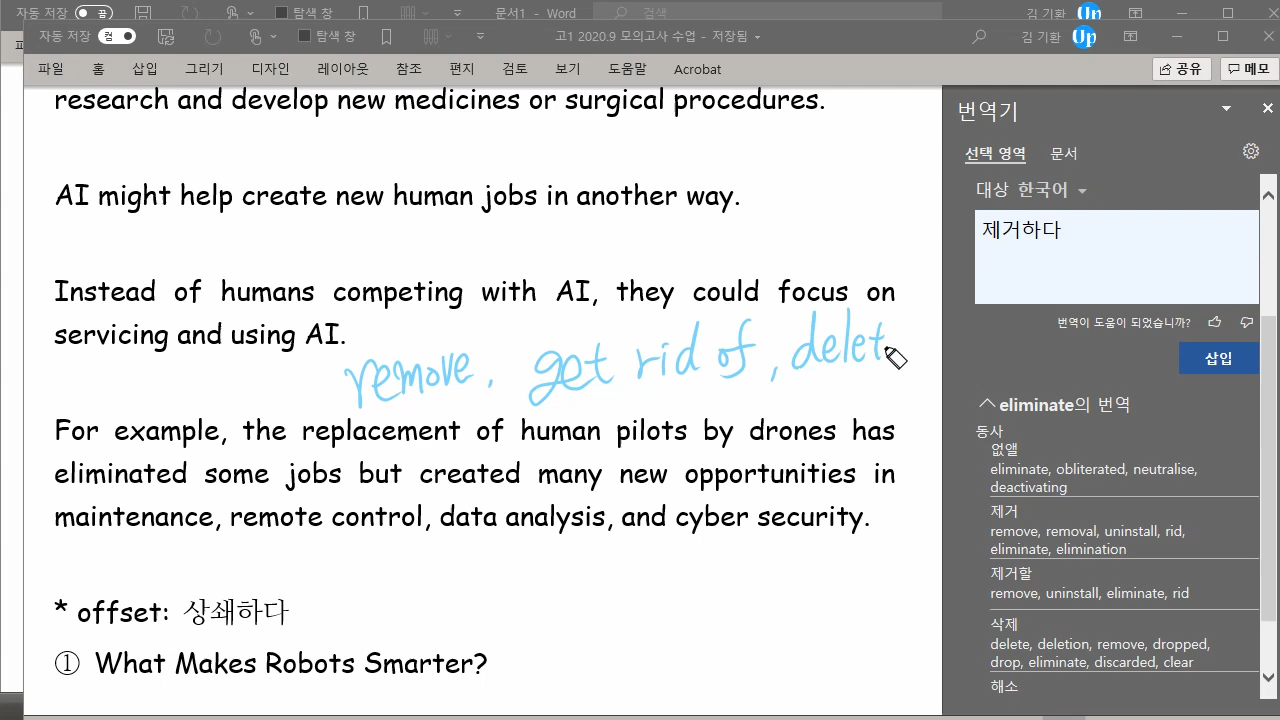 자동 저장 끔 탐색 창 문서1 - Word 검색 김 기환 Up
자동 저장 켬 탐색 창 고1 2020.9 모의고사 수업 - 저장됨 김 기환 Up
파일 홈 삽입 그리기 디자인 레이아웃 참조 편지 검토 보기 도움말 Acrobat 공유 메모
research and develop new medicines or surgical procedures.
AI might help create new human jobs in another way.
Instead of humans competing with AI, they could focus on
servicing and using AI.
remove, get rid of, delet
For example, the replacement of human pilots by drones has
eliminated some jobs but created many new opportunities in
maintenance, remote control, data analysis, and cyber security.
* offset: 상쇄하다
① What Makes Robots Smarter?
번역기
선택 영역 문서
대상 한국어
제거하다
번역이 도움이 되었습니까?
삽입
eliminate의 번역
동사
없앨
eliminate, obliterated, neutralise,
deactivating
제거
remove, removal, uninstall, rid,
eliminate, elimination
제거할
remove, uninstall, eliminate, rid
삭제
delete, deletion, remove, dropped,
drop, eliminate, discarded, clear
해소